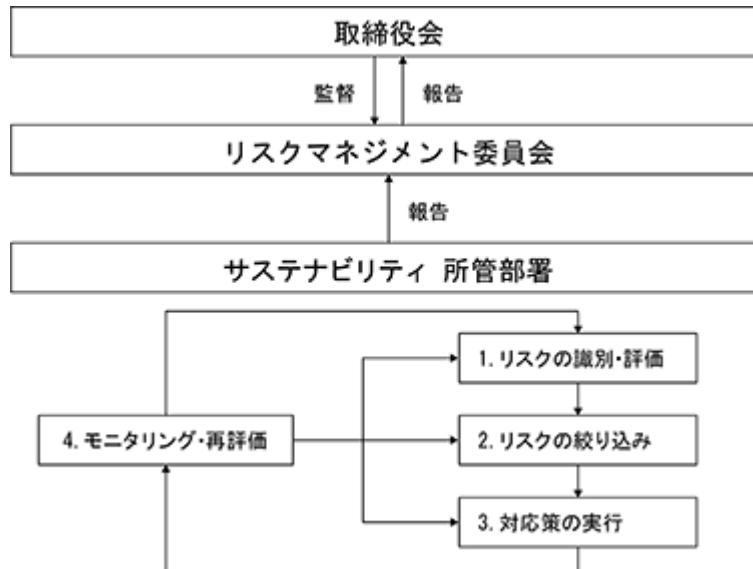 取締役会
監督
報告
リスクマネジメント委員会
報告
サステナビリティ 所管部署
1. リスクの識別・評価
4. モニタリング・再評価
2. リスクの絞り込み
3. 対応策の実行